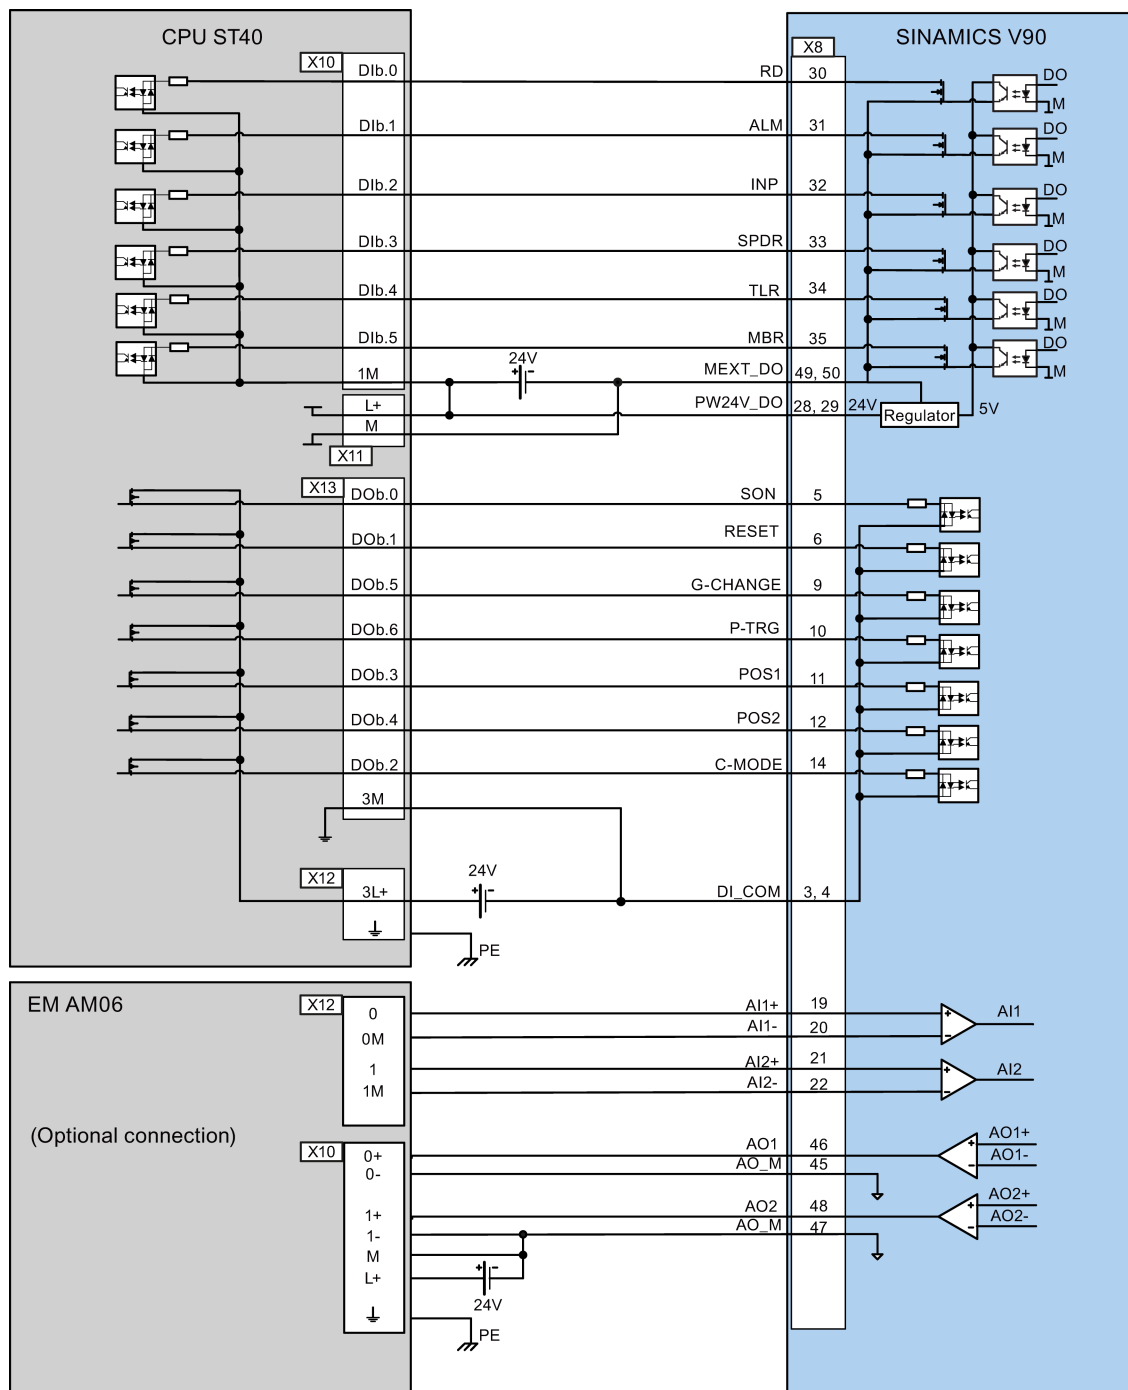 CPU ST40
SINAMICS V90
X10
X8
DIb.0 RD 30 DO
M
DIb.1 ALM 31 DO
M
DIb.2 INP 32 DO
M
DIb.3 SPDR 33 DO
M
DIb.4 TLR 34 DO
M
DIb.5 MBR 35 DO
M
24V
+ -
1M MEXT_DO 49, 50
L+ PW24V_DO 28, 29 24V Regulator 5V
M
X11
X13
DOb.0 SON 5
DOb.1 RESET 6
DOb.5 G-CHANGE 9
DOb.6 P-TRG 10
DOb.3 POS1 11
DOb.4 POS2 12
DOb.2 C-MODE 14
3M
X12
24V
+ -
3L+ DI_COM 3, 4
PE
EM AM06
X12
0 AI1+ 19 + AI1
0M AI1- 20 -
1 AI2+ 21 + AI2
1M AI2- 22 -
(Optional connection)
X10
0+ AO1 46 + AO1+
0- AO_M 45 - AO1-
1+ AO2 48 + AO2+
1- AO_M 47 - AO2-
M
L+ + -
24V
PE